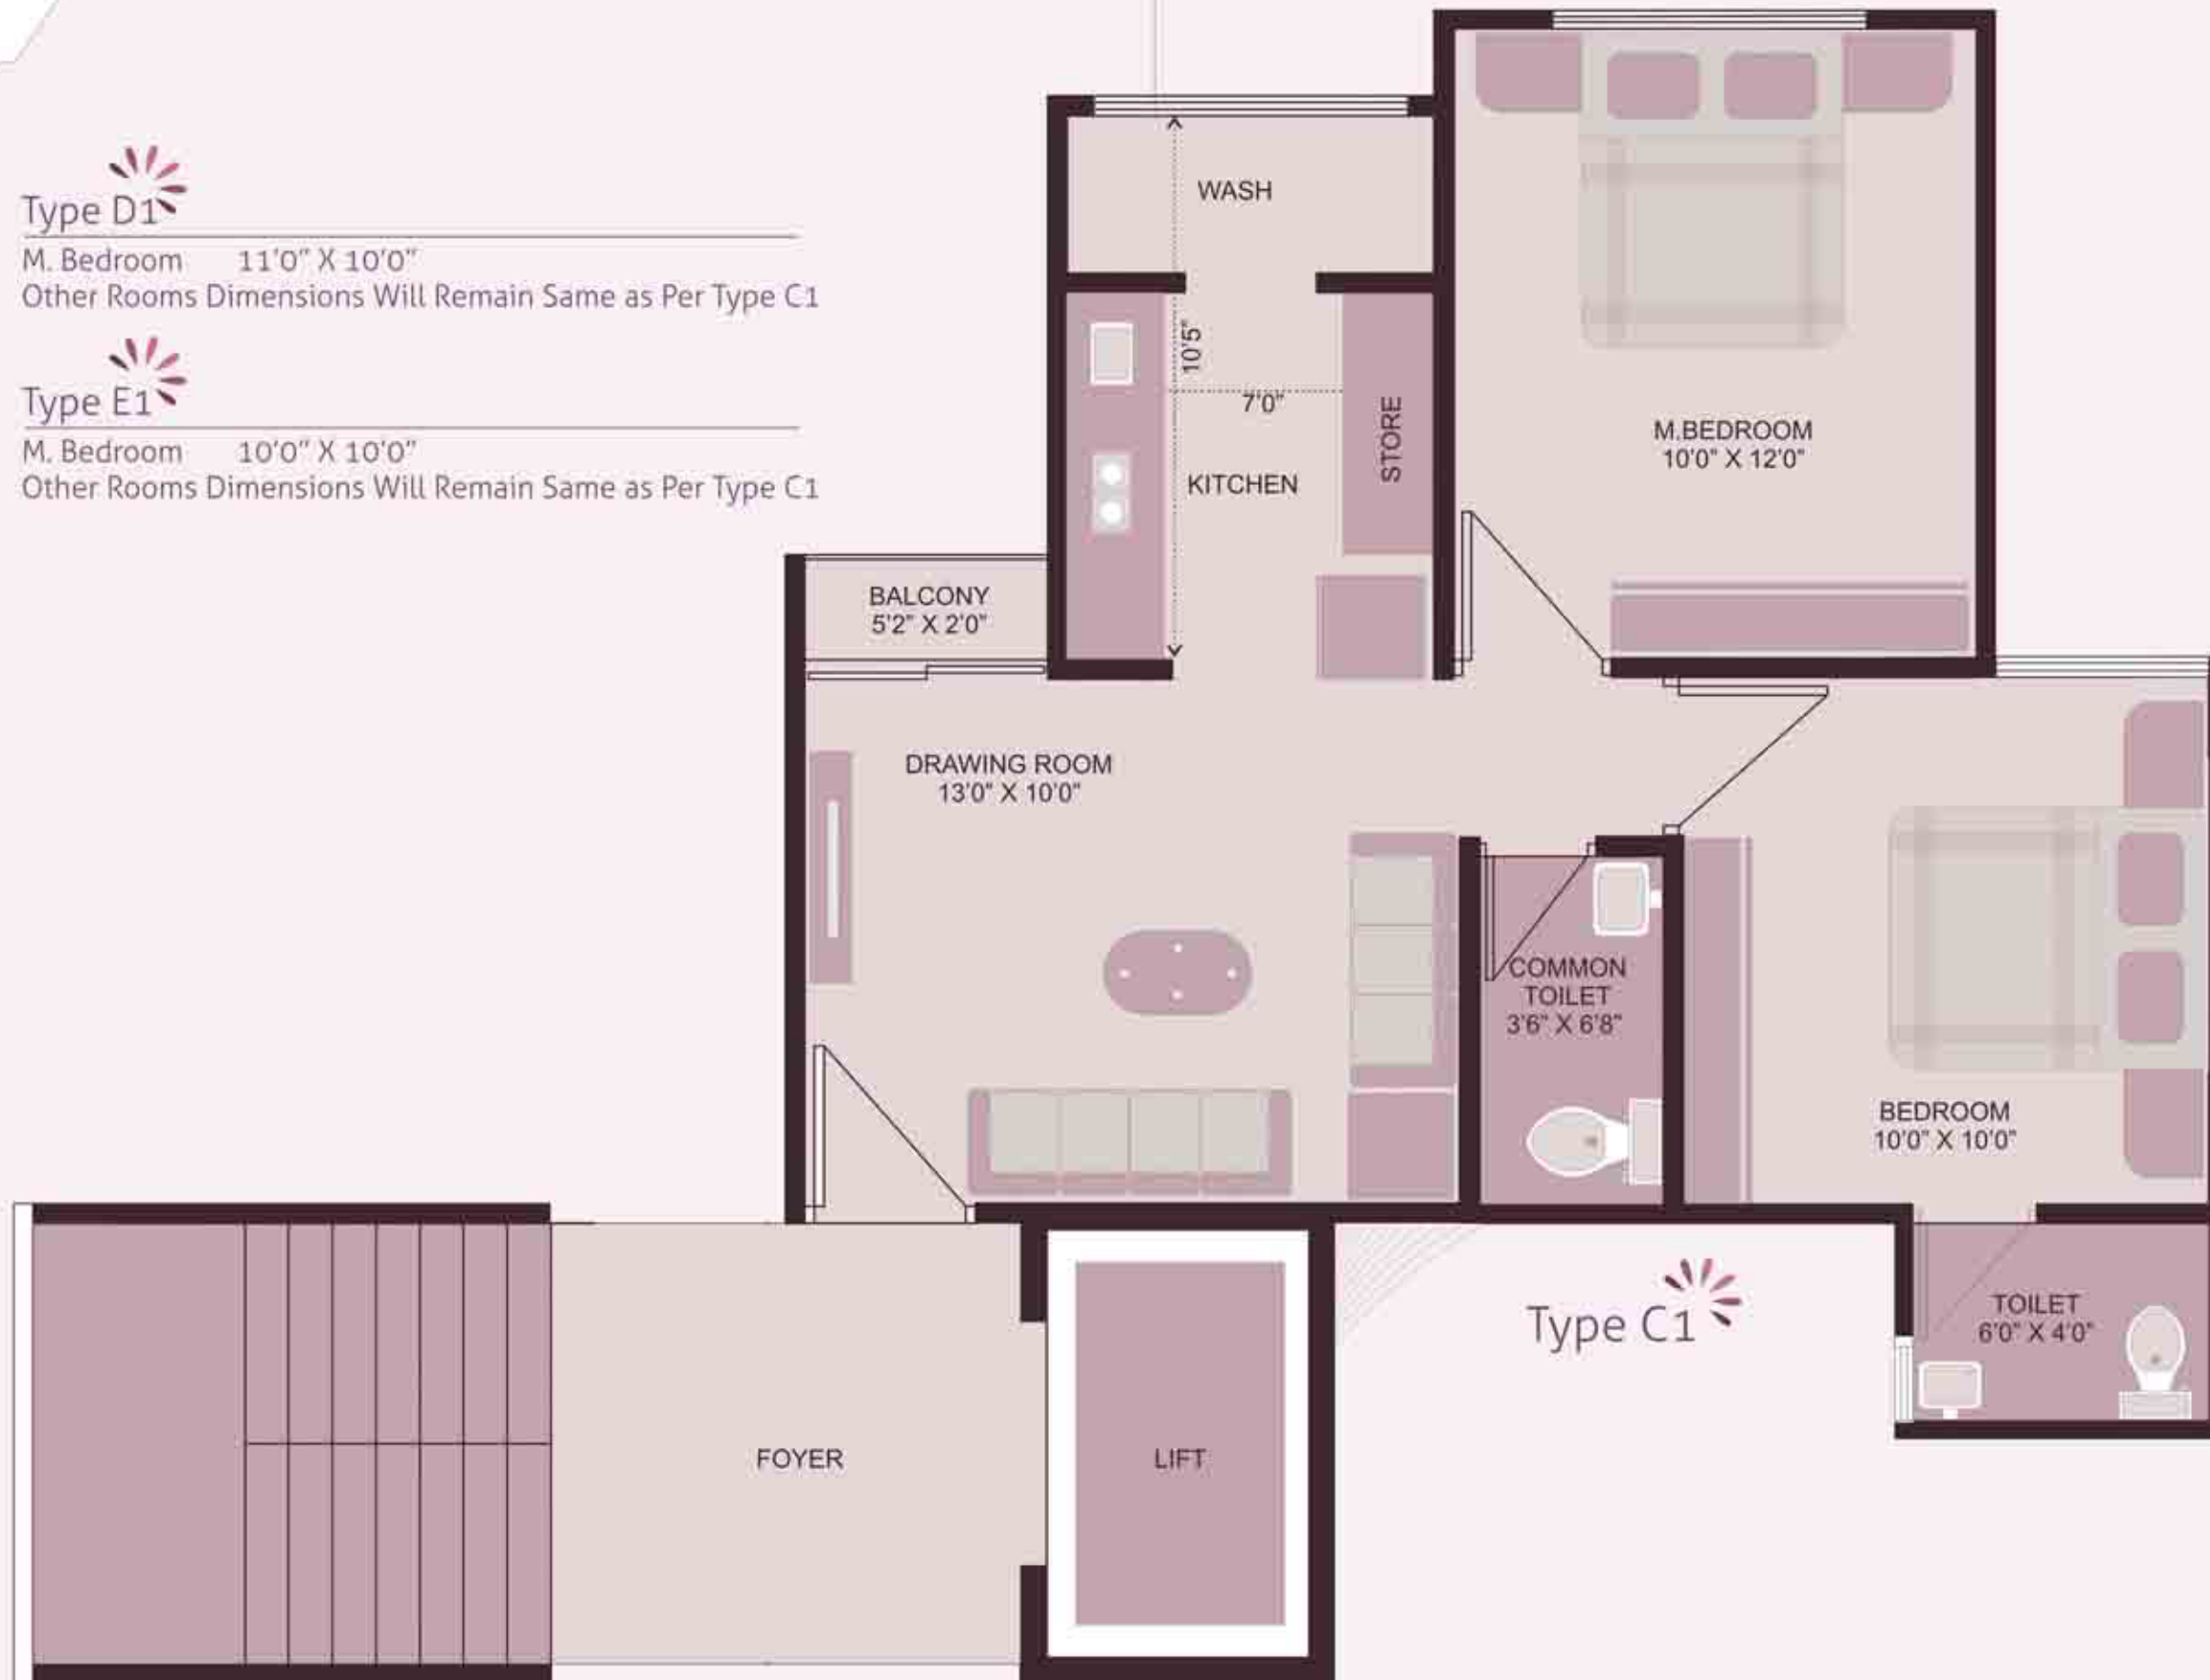 Type D1
M. Bedroom 11'0" X 10'0"
Other Rooms Dimensions Will Remain Same as Per Type C1
Type E1
M. Bedroom 10'0" X 10'0"
Other Rooms Dimensions Will Remain Same as Per Type C1
WASH
10'5"
7'0"
STORE
KITCHEN
M.BEDROOM
10'0" X 12'0"
BALCONY
5'2" X 2'0"
DRAWING ROOM
13'0" X 10'0"
COMMON
TOILET
3'6" X 6'8"
BEDROOM
10'0" X 10'0"
Type C1
TOILET
6'0" X 4'0"
FOYER
LIFT